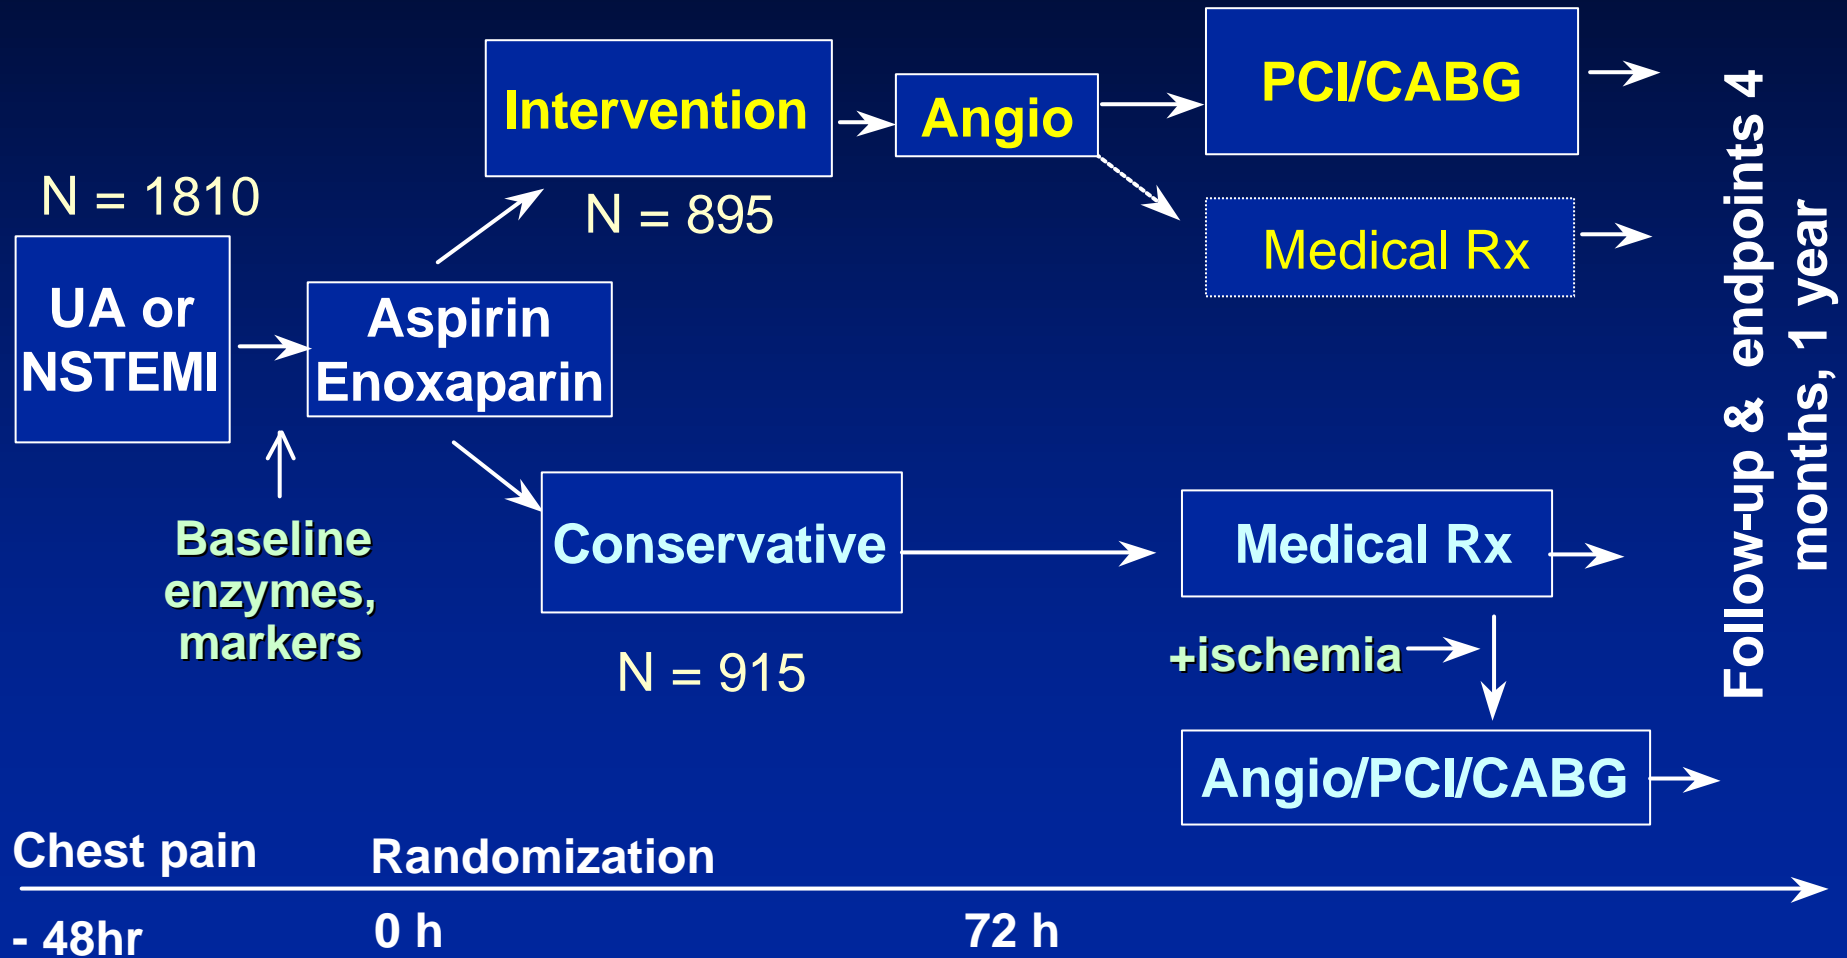 N = 1810
UA or
NSTEMI
Baseline
enzymes,
markers
Aspirin
Enoxaparin
Intervention
N = 895
Angio
PCI/CABG
Medical Rx
Conservative
N = 915
Medical Rx
+ischemia
Angio/PCI/CABG
Follow-up & endpoints 4
months, 1 year
Chest pain
Randomization
- 48hr
0 h
72 h